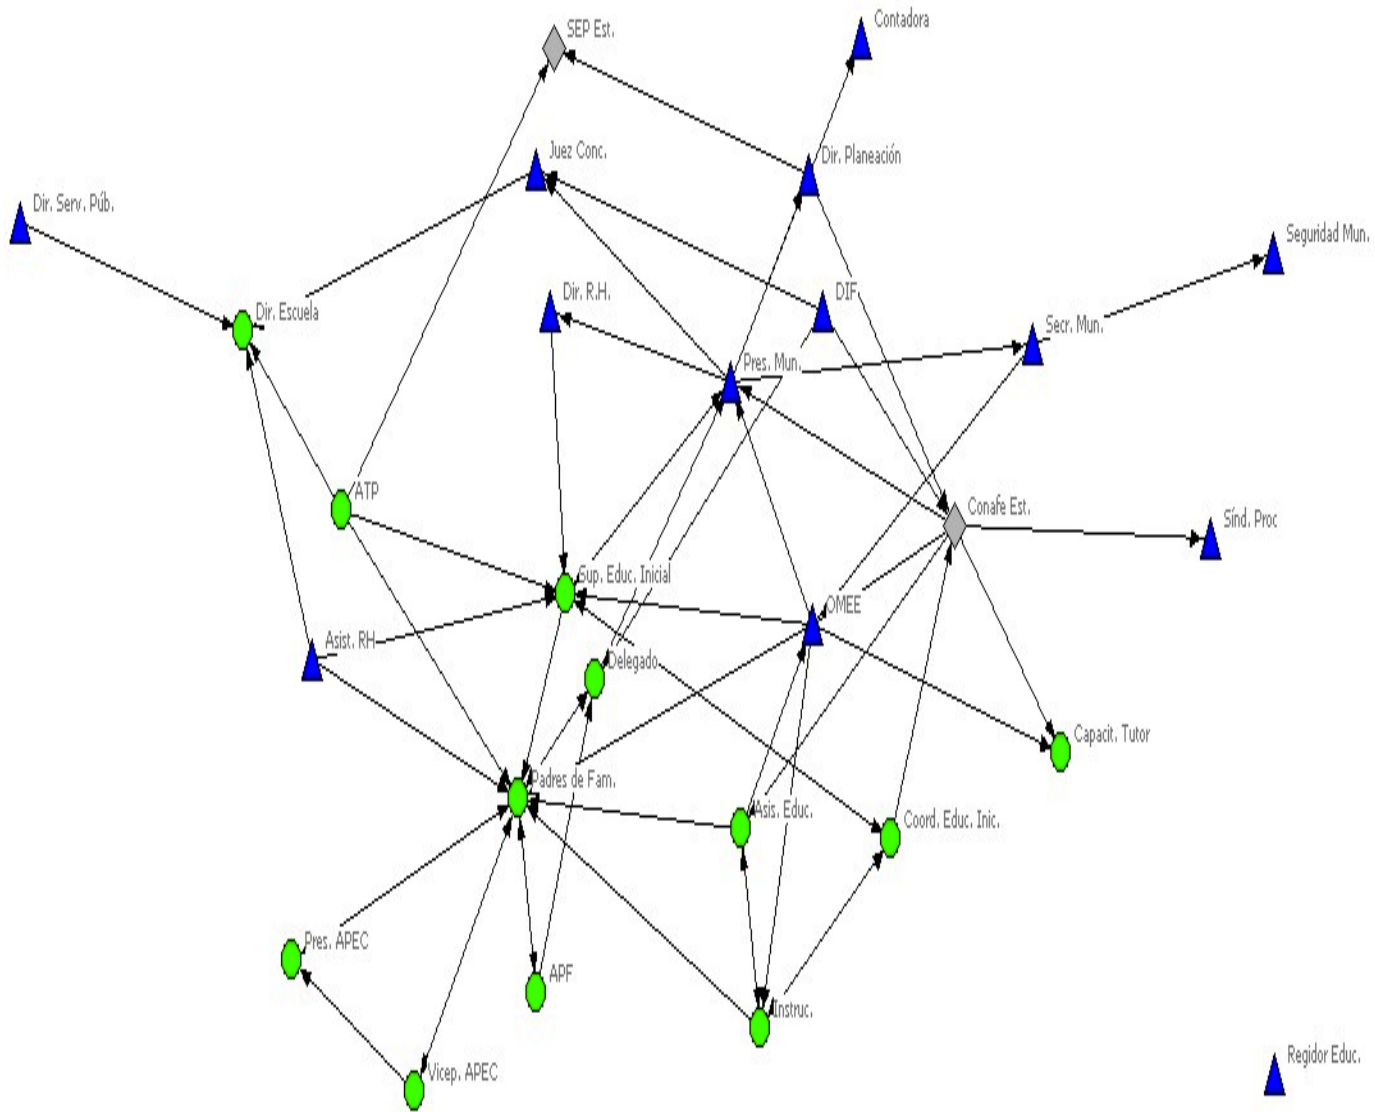 Contadora
SEP Est.
Juez Conc.
Dir. Planeación
Dir. Serv. Púb.
Seguridad Mun.
Dir. R.H.
DIF
Dir. Escuela
Secr. Mun.
Pres. Mun.
ATP
Conafe Est.
Sínd. Proc
Sup. Educ. Inicial
OMEE
Asist. RH
Delegado
Capacit. Tutor
Padres de Fam.
Asis. Educ.
Coord. Educ. Inic.
Pres. APEC
APF
Instruc.
Regidor Educ.
Vicep. APEC